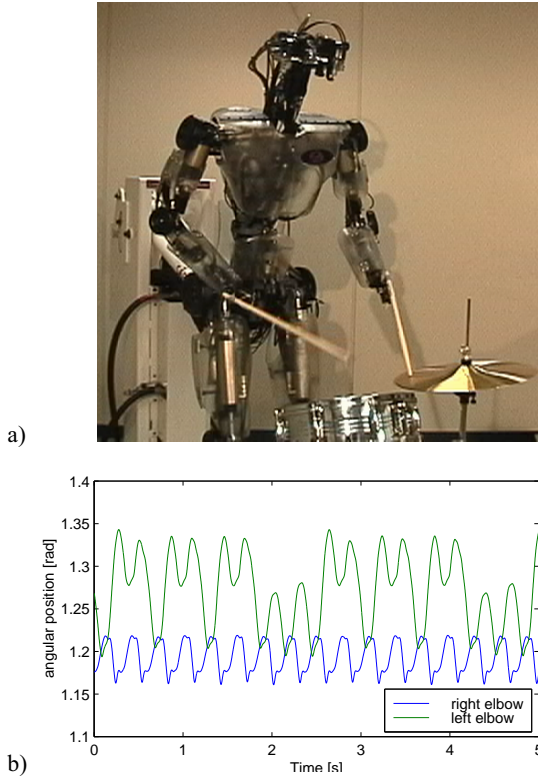 a)
1.4
1.35
1.3
1.25
1.2
1.15
1.1
angular position [rad]
0 1 2 3 4 5
Time [s]
right elbow
left elbow
b)